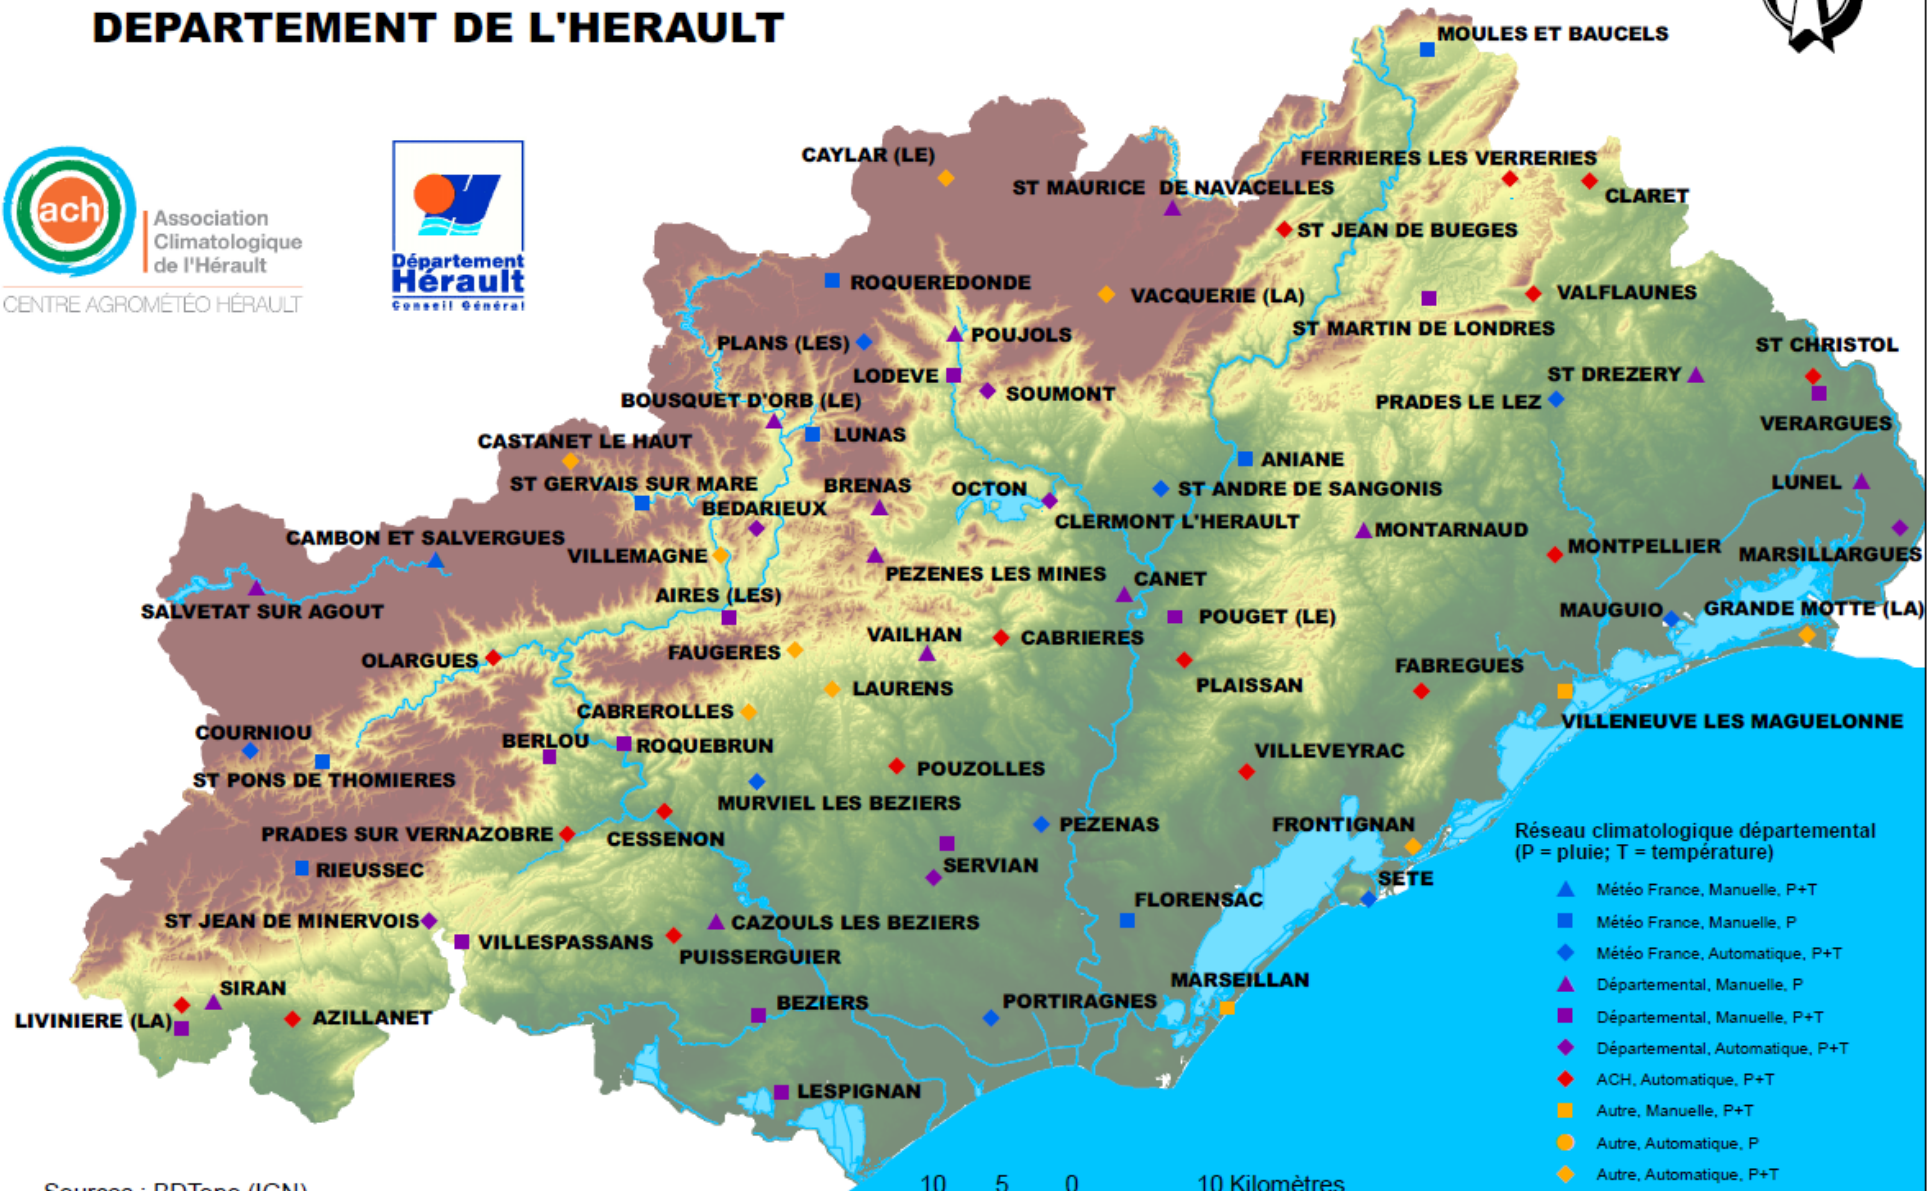 DEPARTEMENT DE L'HERAULT
MOULES ET BAUCELS
ach
Association
Climatologique
de l'Hérault
CENTRE AGROMÉTÉO HÉRAULT
Département
Hérault
Conseil Général
CAYLAR (LE)
FERRIERES LES VERRERIES
ST MAURICE DE NAVACELLES
CLARET
ST JEAN DE BUEGES
ROQUEREDONDE
VACQUERIE (LA)
VALFLAUNES
ST MARTIN DE LONDRES
PLANS (LES)
POUJOLS
ST CHRISTOL
LODEVE
ST DREZERY
SOUMONT
BOUSQUET D'ORB (LE)
PRADES LE LEZ
VERARGUES
LUNAS
CASTANET LE HAUT
ANIANE
ST GERVAIS SUR MARE
BRENAS
OCTON
ST ANDRE DE SANGONIS
LUNEL
BEDARIEUX
CLERMONT L'HERAULT
MONTARNAUD
CAMBON ET SALVERGUES
VILLEMAGNE
MONTPELLIER
MARSILLARGUES
PEZENES LES MINES
CANET
AIRES (LES)
SALVETAT SUR AGOUT
POUGET (LE)
MAUGUIO
GRANDE MOTTE (LA)
VAILHAN
CABRIERES
OLARGUES
FAUGERES
FABREGUES
LAURENS
PLAISSAN
CABREROLLES
VILLENEUVE LES MAGUELONNE
COURNIOU
BERLOU
ROQUEBRUN
VILLEVEYRAC
POUZOLLES
ST PONS DE THOMIERES
MURVIEL LES BEZIERS
PRADES SUR VERNAZOBRE
CESSENON
PEZENAS
FRONTIGNAN
SERVIAN
RIEUSSEC
SETE
FLORENSAC
ST JEAN DE MINERVOIS
CAZOULS LES BEZIERS
VILLESPASSANS
PUISSERGUIER
MARSEILLAN
SIRAN
BEZIERS
PORTIRAGNES
LIVINIERE (LA)
AZILLANET
LESPIGNAN
Réseau climatologique départemental
(P = pluie; T = température)
Météo France, Manuelle, P+T
Météo France, Manuelle, P
Météo France, Automatique, P+T
Départemental, Manuelle, P
Départemental, Manuelle, P+T
Départemental, Automatique, P+T
ACH, Automatique, P+T
Autre, Manuelle, P+T
Autre, Automatique, P
Autre, Automatique, P+T
10 5 0 10 Kilomètres
Sources : BDTopo (IGN)